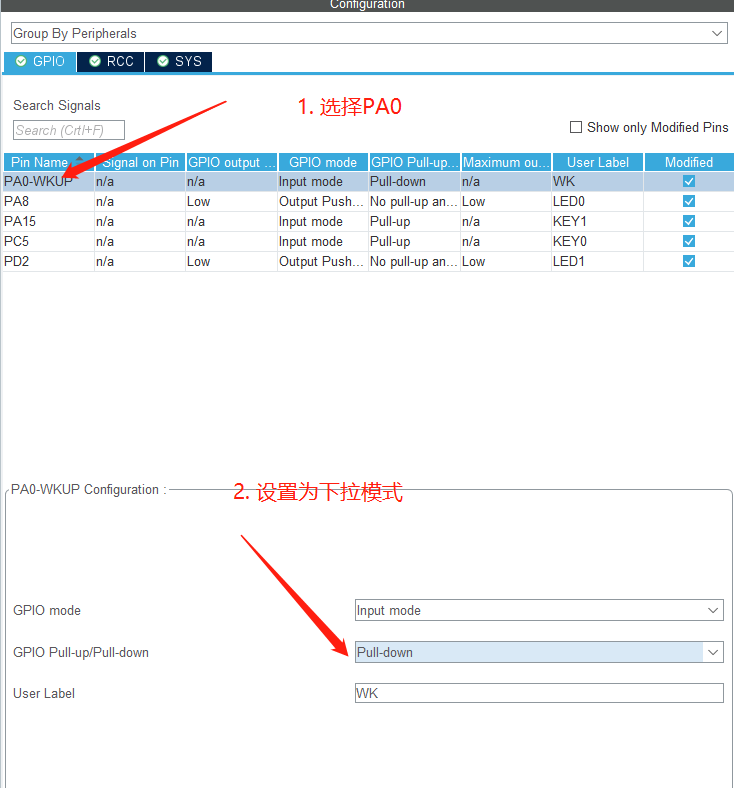 Configuration
Group By Peripherals
GPIO RCC SYS
1. 选择PA0
Search Signals
Search (Crtl+F)
Show only Modified Pins
Pin Name Signal on Pin GPIO output ... GPIO mode GPIO Pull-up... Maximum ou... User Label Modified
PA0-WKUP n/a n/a Input mode Pull-down n/a WK
PA8 n/a Low Output Push... No pull-up an... Low LED0
PA15 n/a n/a Input mode Pull-up n/a KEY1
PC5 n/a n/a Input mode Pull-up n/a KEY0
PD2 n/a Low Output Push... No pull-up an... Low LED1
PA0-WKUP Configuration :
2. 设置为下拉模式
GPIO mode Input mode
GPIO Pull-up/Pull-down Pull-down
User Label WK